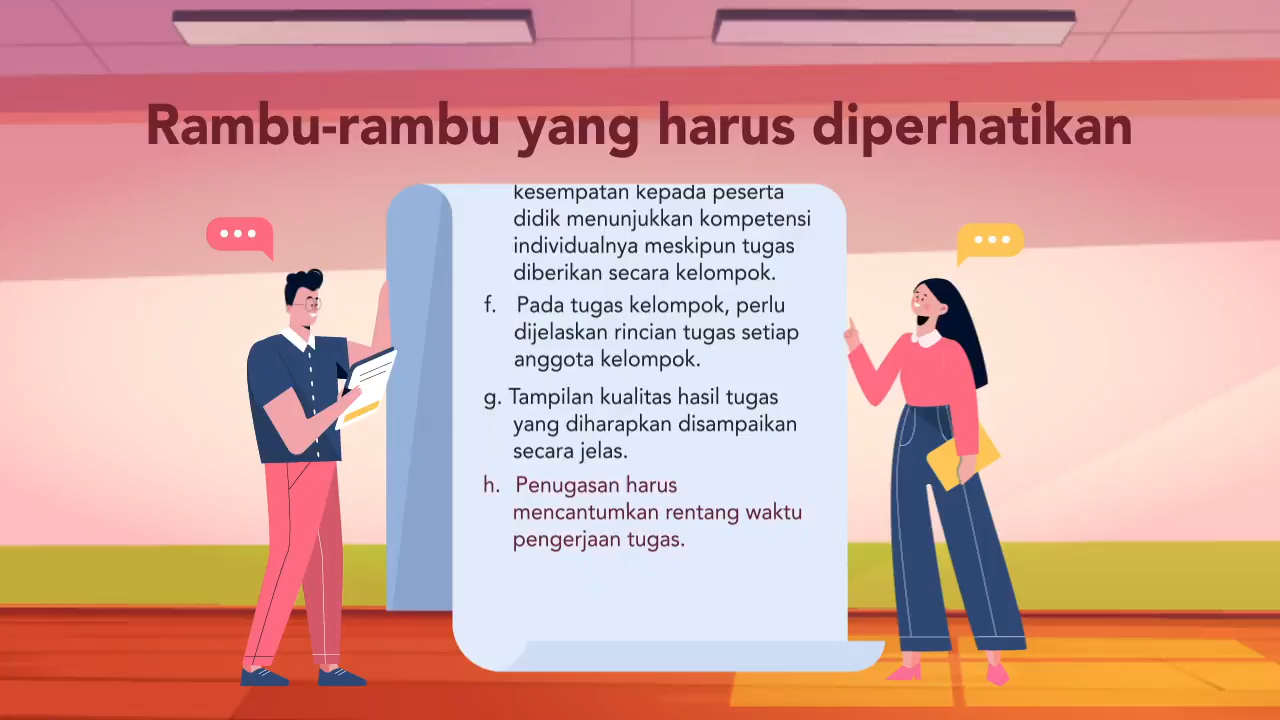 Rambu-rambu yang harus diperhatikan
kesempatan kepada peserta
didik menunjukkan kompetensi
individualnya meskipun tugas
diberikan secara kelompok.
f. Pada tugas kelompok, perlu
dijelaskan rincian tugas setiap
anggota kelompok.
g. Tampilan kualitas hasil tugas
yang diharapkan disampaikan
secara jelas.
h. Penugasan harus
mencantumkan rentang waktu
pengerjaan tugas.